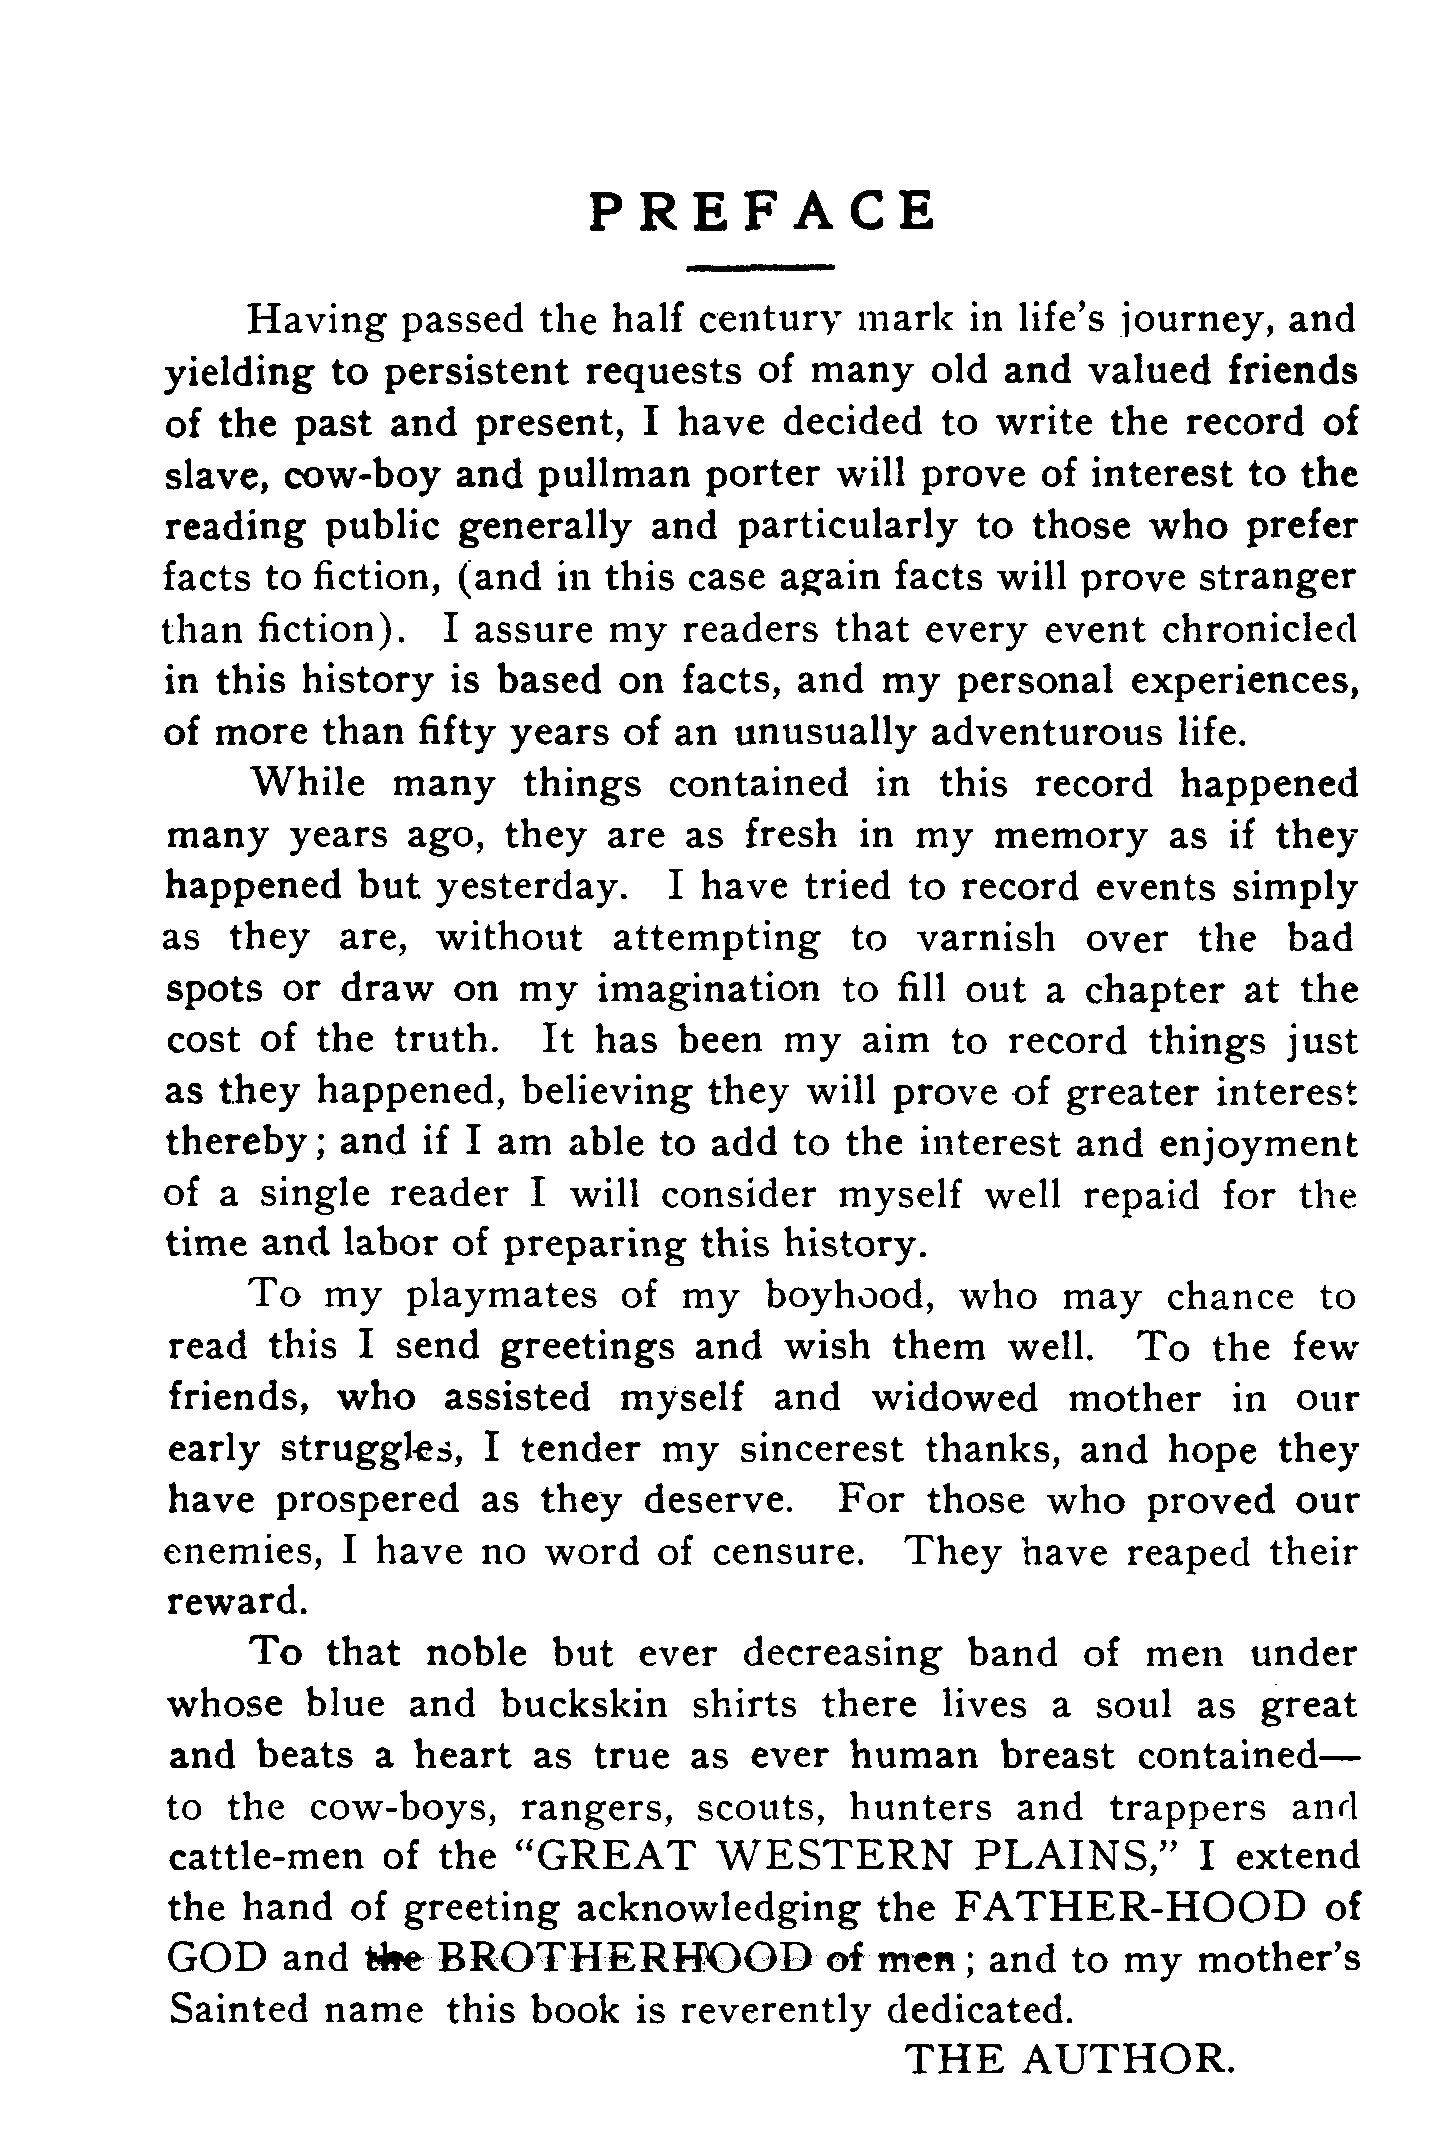 PREFACE
Having passed the half century mark in life's journey, and
yielding to persistent requests of many old and valued friends
of the past and present, I have decided to write the record of
slave, cow-boy and pullman porter will prove of interest to the
reading public generally and particularly to those who prefer
facts to fiction, (and in this case again facts will prove stranger
than fiction). I assure my readers that every event chronicled
in this history is based on facts, and my personal experiences,
of more than fifty years of an unusually adventurous life.
While many things contained in this record happened
many years ago, they are as fresh in my memory as if they
happened but yesterday. I have tried to record events simply
as they are, without attempting to varnish over the bad
spots or draw on my imagination to fill out a chapter at the
cost of the truth. It has been my aim to record things just
as they happened, believing they will prove of greater interest
thereby; and if I am able to add to the interest and enjoyment
of a single reader I will consider myself well repaid for the
time and labor of preparing this history.
To my playmates of my boyhood, who may chance to
read this I send greetings and wish them well. To the few
friends, who assisted myself and widowed mother in our
early struggles, I tender my sincerest thanks, and hope they
have prospered as they deserve. For those who proved our
enemies, I have no word of censure. They have reaped their
reward.
To that noble but ever decreasing band of men under
whose blue and buckskin shirts there lives a soul as great
and beats a heart as true as ever human breast contained—
to the cow-boys, rangers, scouts, hunters and trappers and
cattle-men of the “GREAT WESTERN PLAINS,” I extend
the hand of greeting acknowledging the FATHER-HOOD of
GOD and the BROTHERHOOD of men; and to my mother's
Sainted name this book is reverently dedicated.
THE AUTHOR.